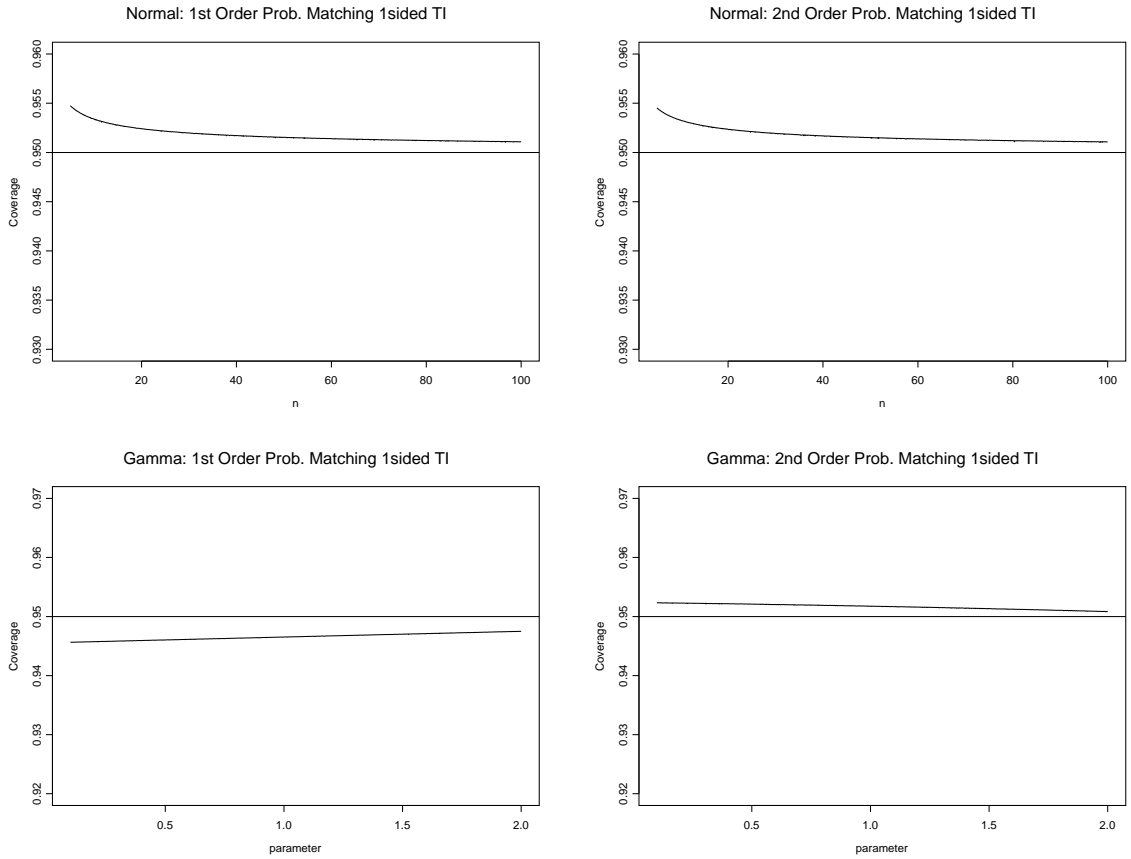 Normal: 1st Order Prob. Matching 1sided TI
Coverage
0.960
0.955
0.950
0.945
0.940
0.935
0.930
20 40 60 80 100
n
Normal: 2nd Order Prob. Matching 1sided TI
Coverage
0.960
0.955
0.950
0.945
0.940
0.935
0.930
20 40 60 80 100
n
Gamma: 1st Order Prob. Matching 1sided TI
Coverage
0.97
0.96
0.95
0.94
0.93
0.92
0.5 1.0 1.5 2.0
parameter
Gamma: 2nd Order Prob. Matching 1sided TI
Coverage
0.97
0.96
0.95
0.94
0.93
0.92
0.5 1.0 1.5 2.0
parameter